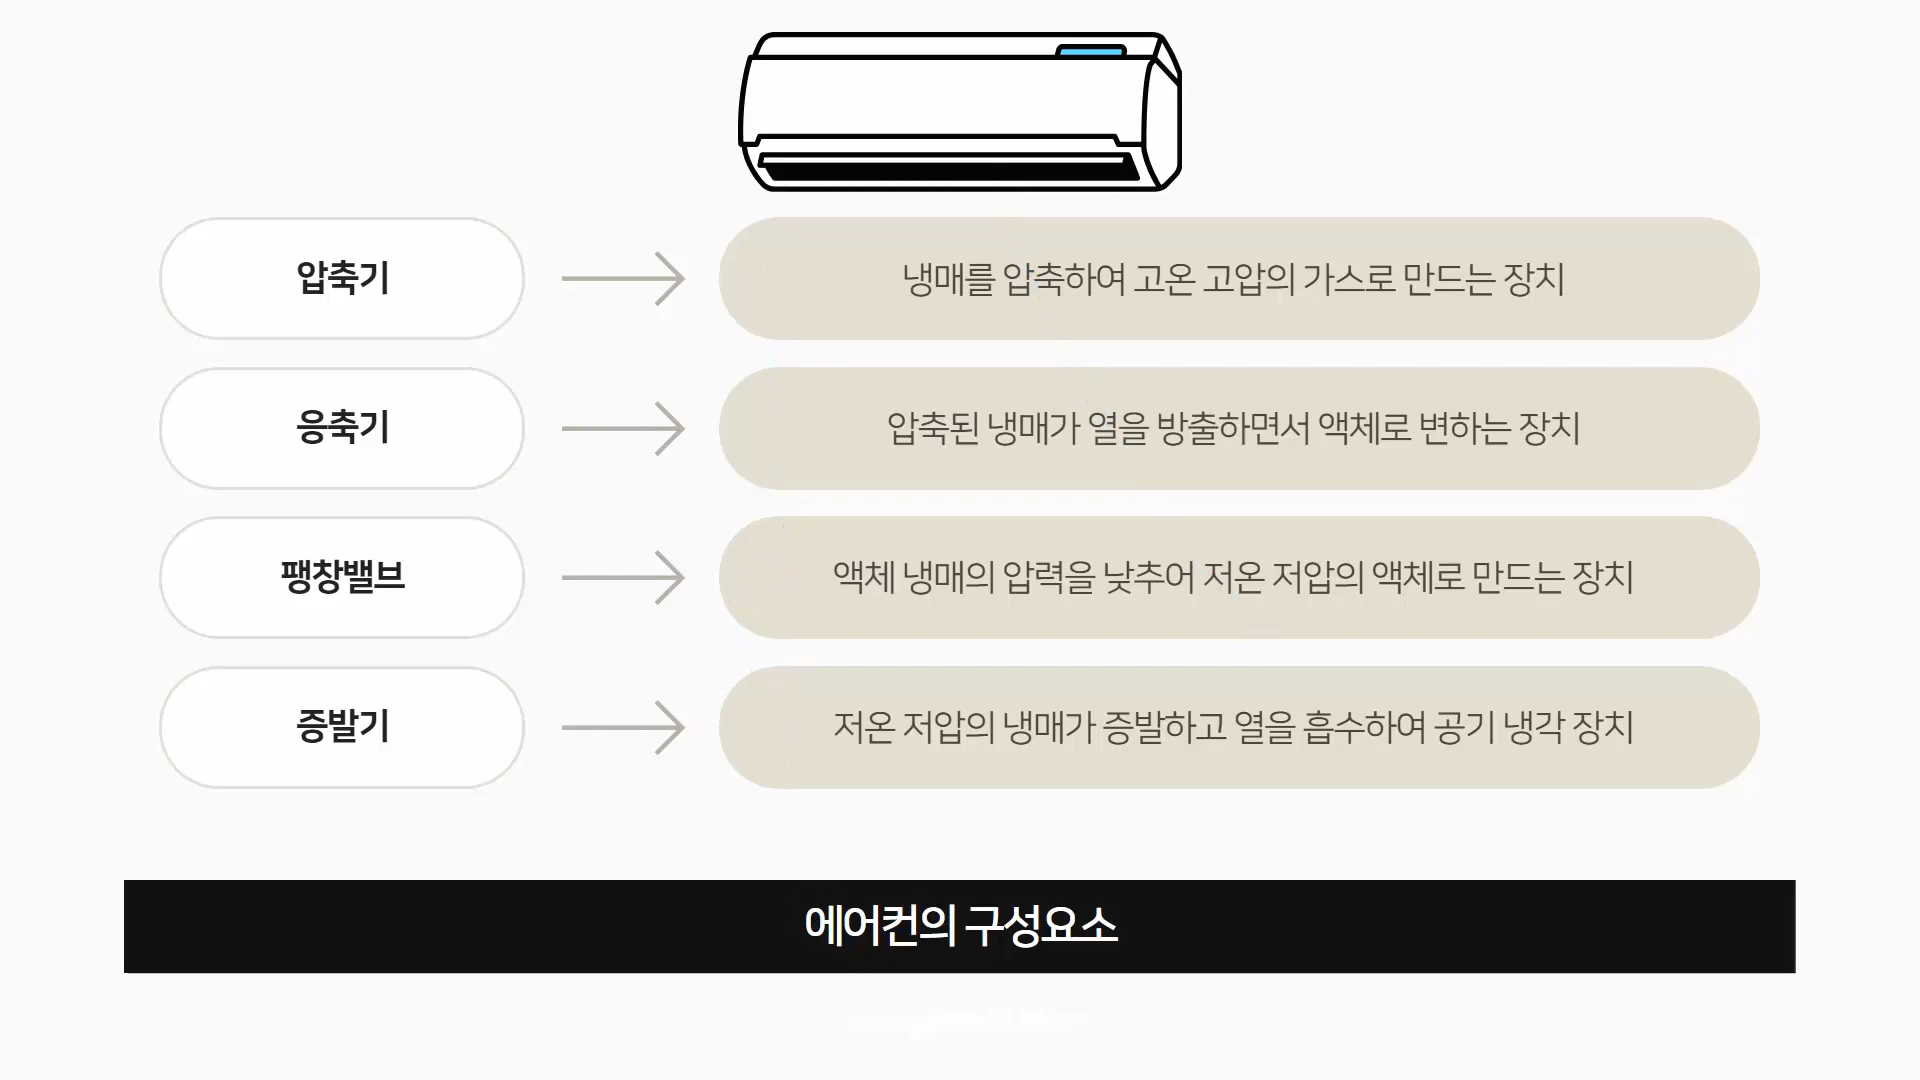 압축기
냉매를 압축하여 고온 고압의 가스로 만드는 장치
응축기
압축된 냉매가 열을 방출하면서 액체로 변하는 장치
팽창밸브
액체 냉매의 압력을 낮추어 저온 저압의 액체로 만드는 장치
증발기
저온 저압의 냉매가 증발하고 열을 흡수하여 공기 냉각 장치
에어컨의 구성요소